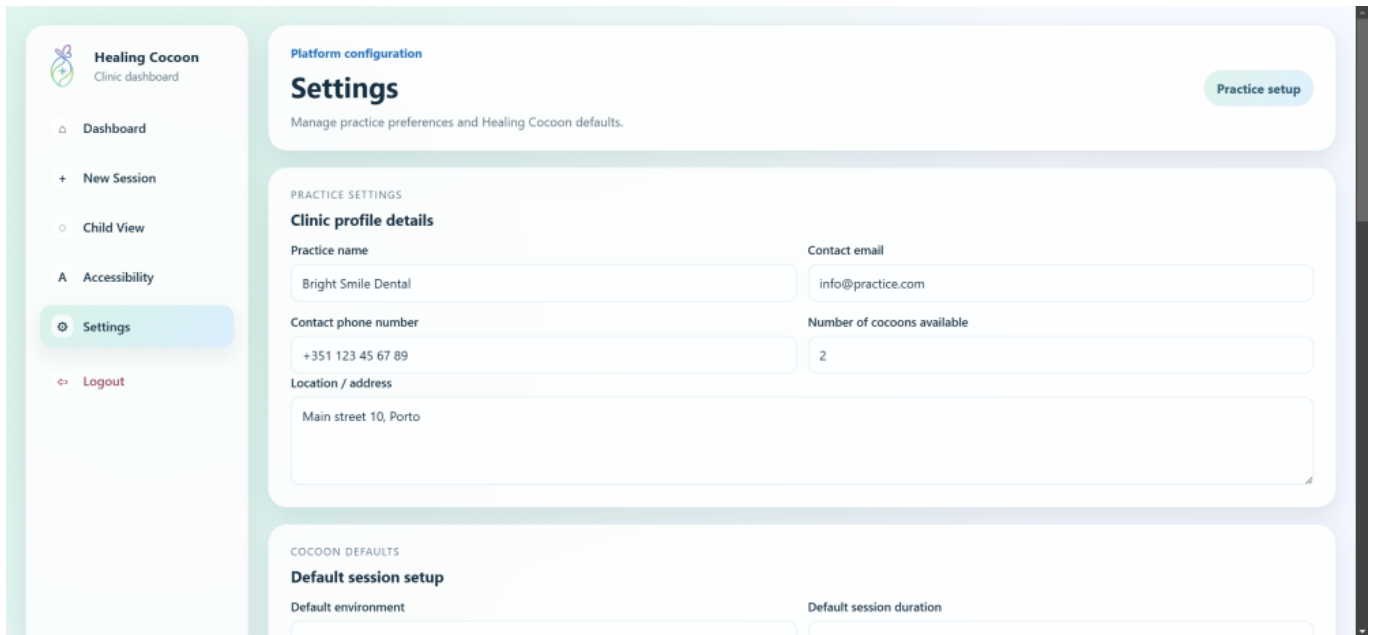 Healing Cocoon
Clinic dashboard
Dashboard
+ New Session
Child View
A Accessibility
Settings
Logout
Platform configuration
Settings
Manage practice preferences and Healing Cocoon defaults.
Practice setup
PRACTICE SETTINGS
Clinic profile details
Practice name
Bright Smile Dental
Contact email
info@practice.com
Contact phone number
+351 123 45 67 89
Number of cocoons available
2
Location / address
Main street 10, Porto
COCOON DEFAULTS
Default session setup
Default environment
Default session duration